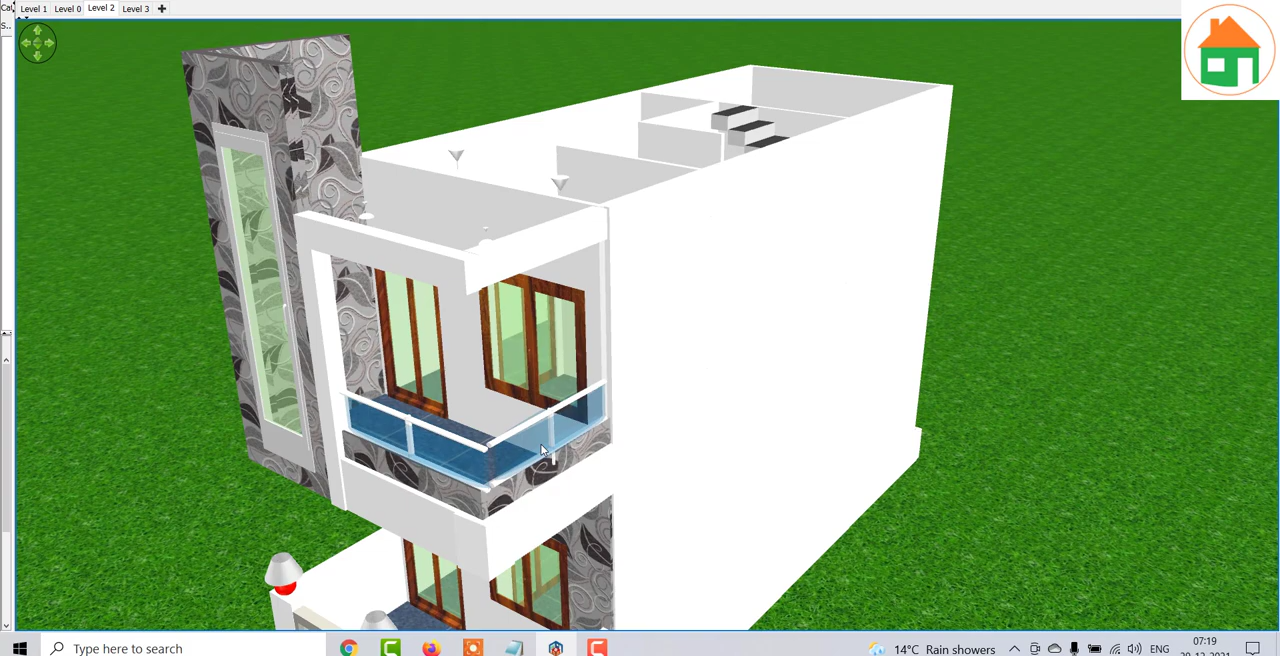 Level 1 Level 0 Level 2 Level 3
S..
Type here to search
14°C Rain showers
ENG
07:19